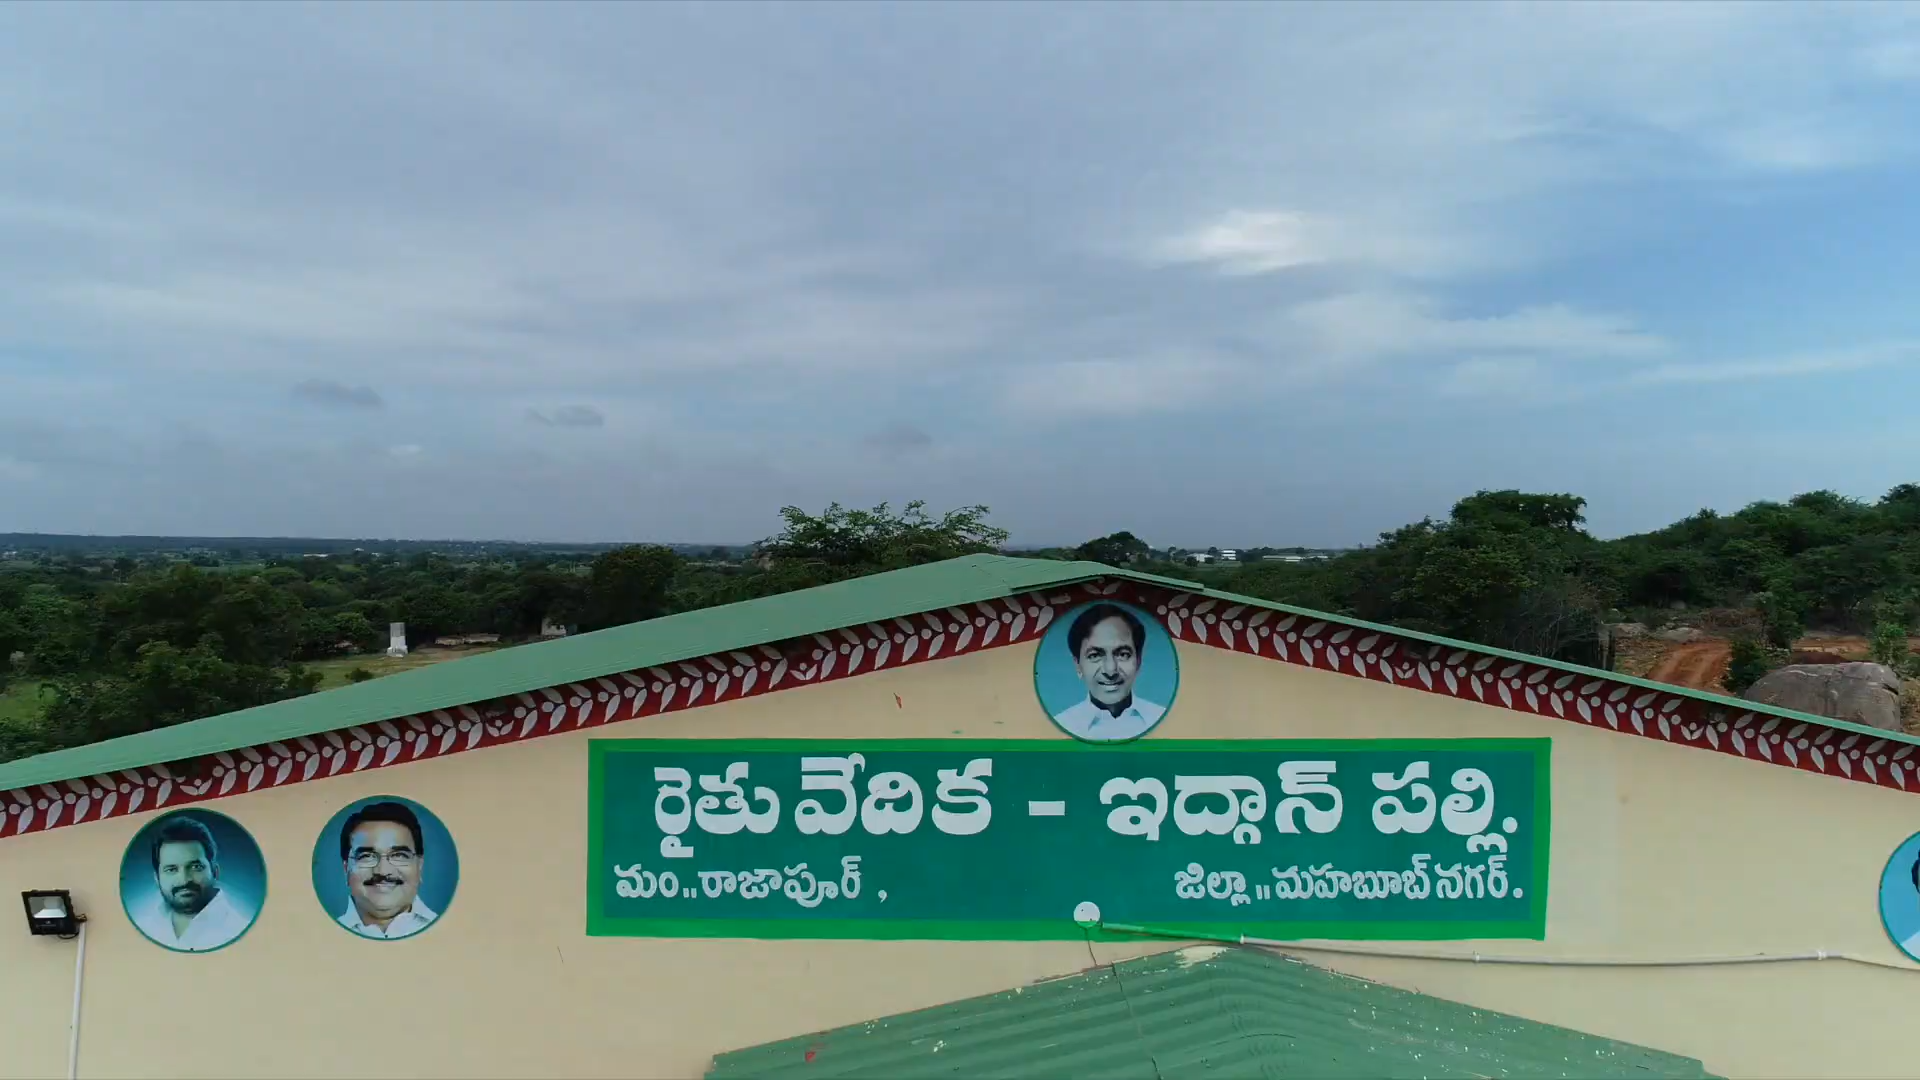 రైతు వేదిక - ఇద్గాన్ పల్లి.
మం..రాజాపూర్, జిల్లా,,మహబూబ్ నగర్.